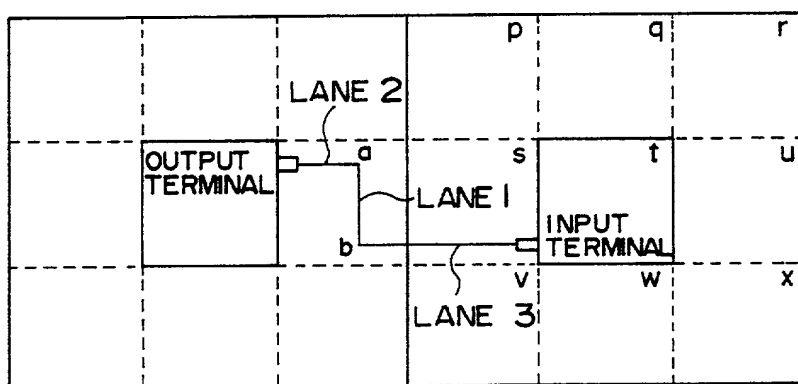 p
q
r
LANE 2
OUTPUT
TERMINAL
a
s
t
u
LANE 1
b
INPUT
TERMINAL
v
w
x
LANE 3